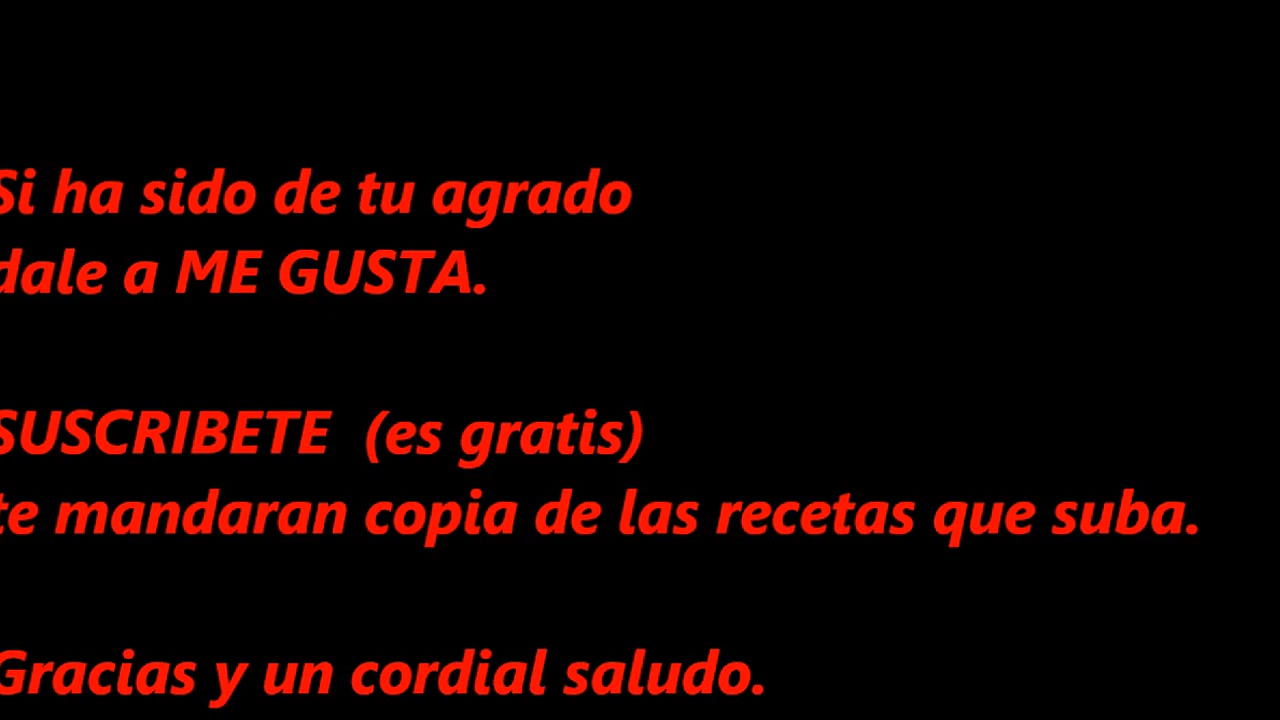 Si ha sido de tu agrado
dale a ME GUSTA.
SUSCRIBETE (es gratis)
te mandaran copia de las recetas que suba.
Gracias y un cordial saludo.